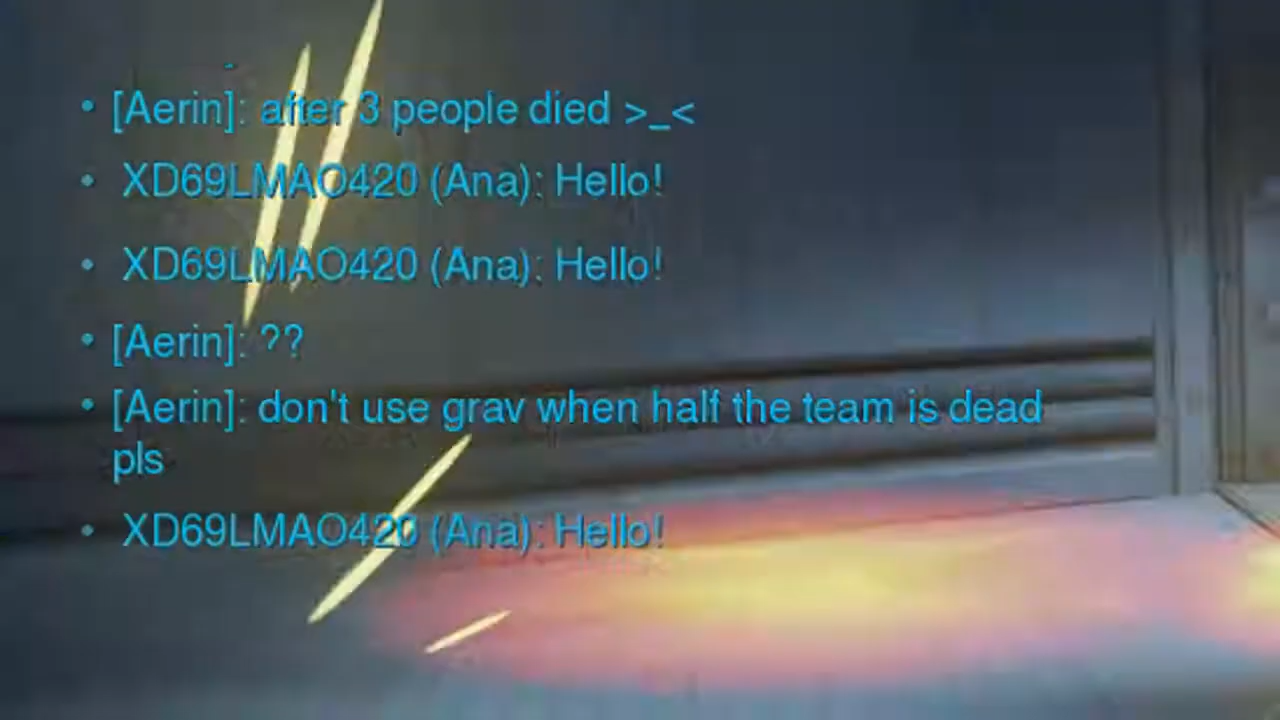 • [Aerin]: after 3 people died >_<
• XD69LMAO420 (Ana): Hello!
• XD69LMAO420 (Ana): Hello!
• [Aerin]: ??
• [Aerin]: don't use grav when half the team is dead
pls
• XD69LMAO420 (Ana): Hello!